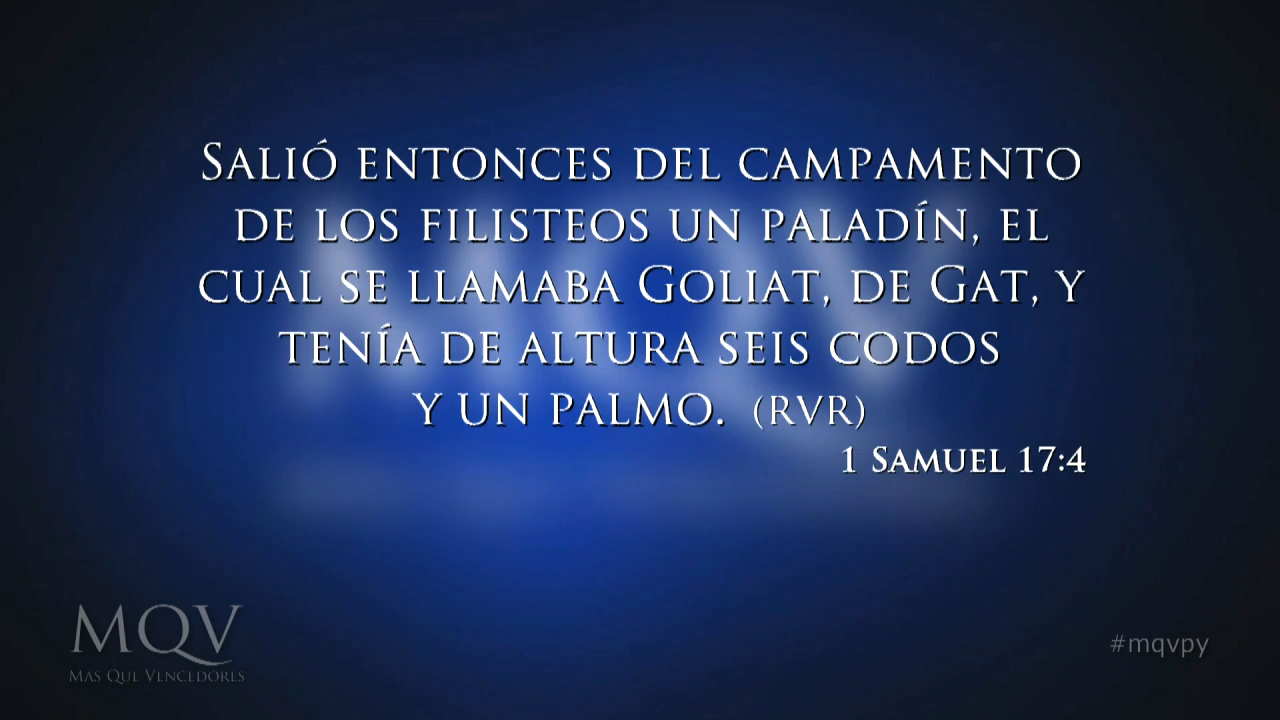 Salió entonces del campamento
de los filisteos un paladín, el
cual se llamaba Goliat, de Gat, y
tenía de altura seis codos
y un palmo. (RVR)
1 Samuel 17:4
MQV
Mas Que Vencedores
#mqvpy